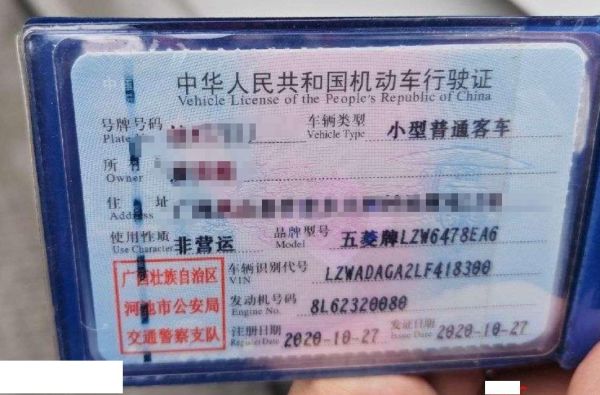 中华人民共和国机动车行驶证
Vehicle License of the People's Republic of China
号牌号码 车辆类型 小型普通客车
Plate Vehicle Type
所有人
Owner
住 址
Address
使用性质 非营运 品牌型号 五菱牌LZW6478EA6
Use Character Model
广西壮族自治区
河池市公安局
交通警察支队
车辆识别代号 LZWADAGA2LF418300
VIN
发动机号码 8L62320080
Engine No.
注册日期 2020-10-27 发证日期 2020-10-27
Register Date Issue Date